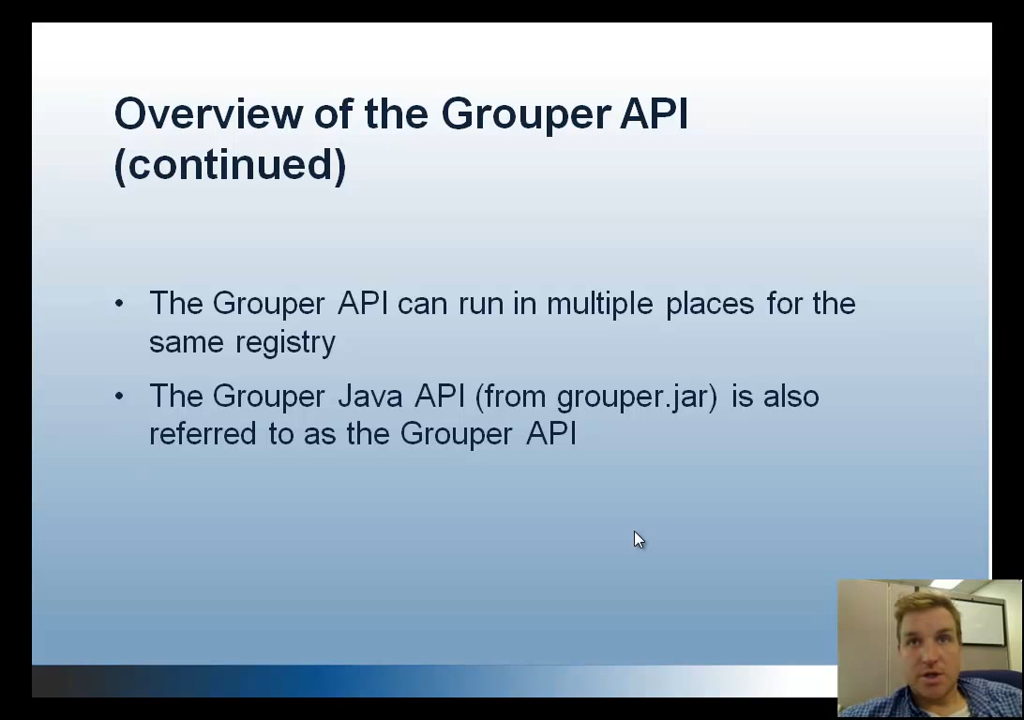 Overview of the Grouper API
(continued)
• The Grouper API can run in multiple places for the
same registry
• The Grouper Java API (from grouper.jar) is also
referred to as the Grouper API